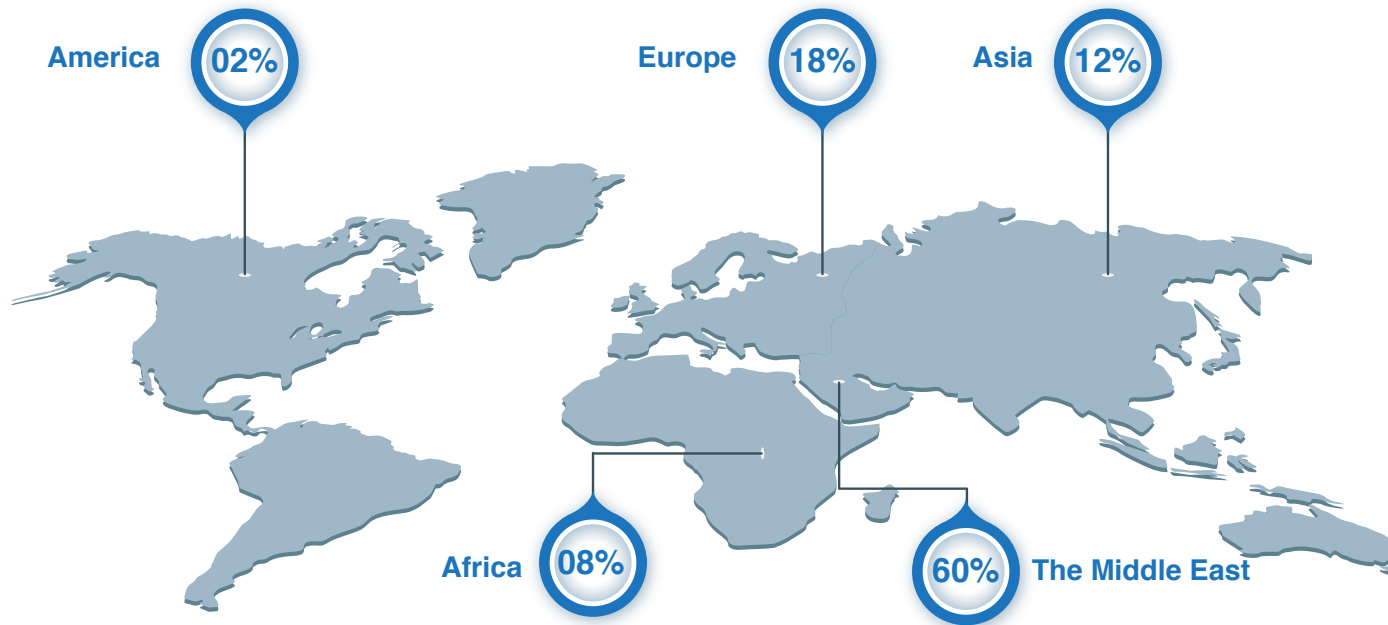 America
02%
Europe
18%
Asia
12%
Africa
08%
60%
The Middle East